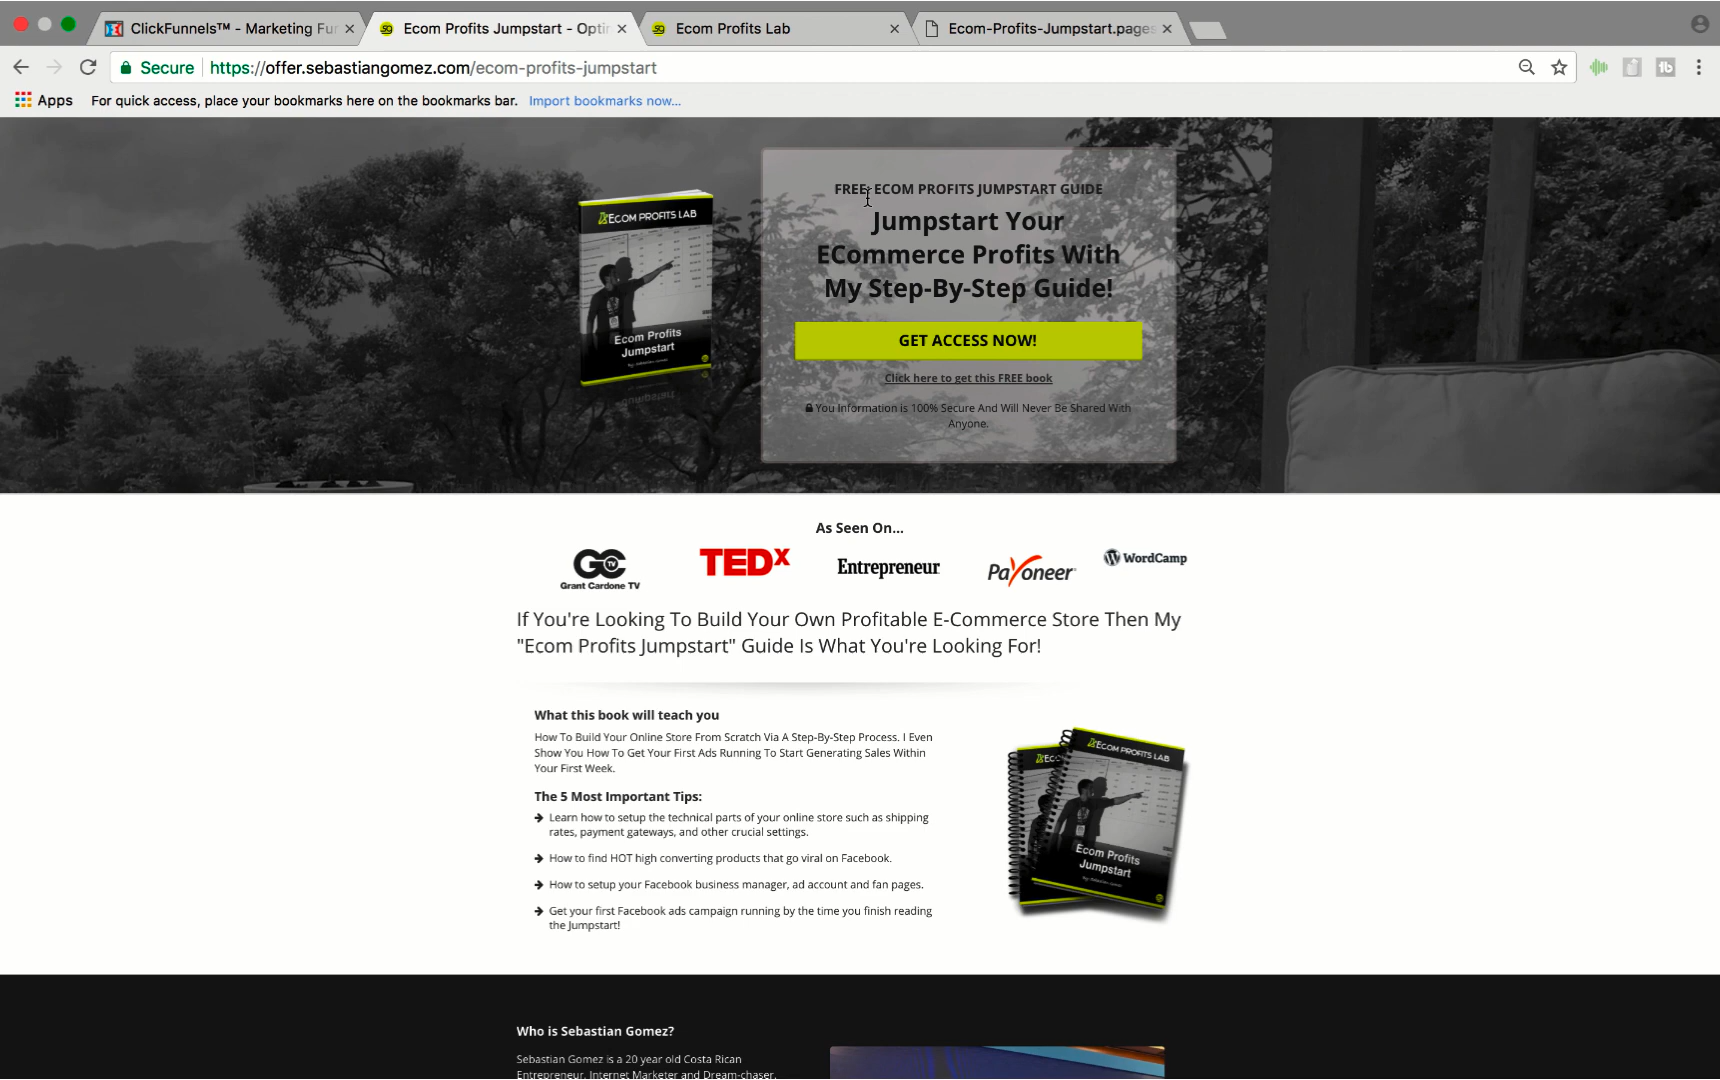 ClickFunnels™ - Marketing Fun
Ecom Profits Jumpstart - Optin
Ecom Profits Lab
Ecom-Profits-Jumpstart.pages
Secure
https://offer.sebastiangomez.com/ecom-profits-jumpstart
Apps
For quick access, place your bookmarks here on the bookmarks bar.
Import bookmarks now...
FREE: ECOM PROFITS JUMPSTART GUIDE
Jumpstart Your
ECommerce Profits With
My Step-By-Step Guide!
GET ACCESS NOW!
Click here to get this FREE book
You Information is 100% Secure And Will Never Be Shared With
Anyone.
ECOM PROFITS LAB
Ecom Profits
Jumpstart
As Seen On...
GC
TV
Grant Cardone TV
TEDx
Entrepreneur
Payoneer
WordCamp
If You're Looking To Build Your Own Profitable E-Commerce Store Then My
"Ecom Profits Jumpstart" Guide Is What You're Looking For!
What this book will teach you
How To Build Your Online Store From Scratch Via A Step-By-Step Process. I Even
Show You How To Get Your First Ads Running To Start Generating Sales Within
Your First Week.
The 5 Most Important Tips:
Learn how to setup the technical parts of your online store such as shipping
rates, payment gateways, and other crucial settings.
How to find HOT high converting products that go viral on Facebook.
How to setup your Facebook business manager, ad account and fan pages.
Get your first Facebook ads campaign running by the time you finish reading
the Jumpstart!
ECOM PROFITS LAB
Ecom Profits
Jumpstart
Who is Sebastian Gomez?
Sebastian Gomez is a 20 year old Costa Rican
Entrepreneur, Internet Marketer and Dream-chaser.